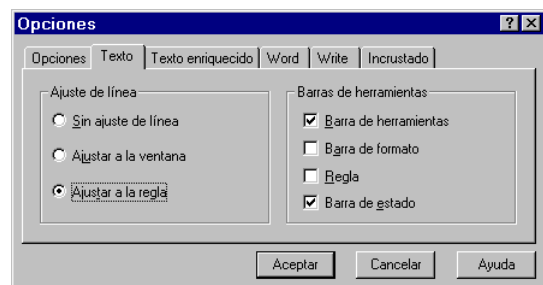 Opciones
Opciones Texto Texto enriquecido Word Write Incrustado
Ajuste de línea
Sin ajuste de línea
Ajustar a la ventana
Ajustar a la regla
Barras de herramientas
Barra de herramientas
Barra de formato
Regla
Barra de estado
Aceptar Cancelar Ayuda